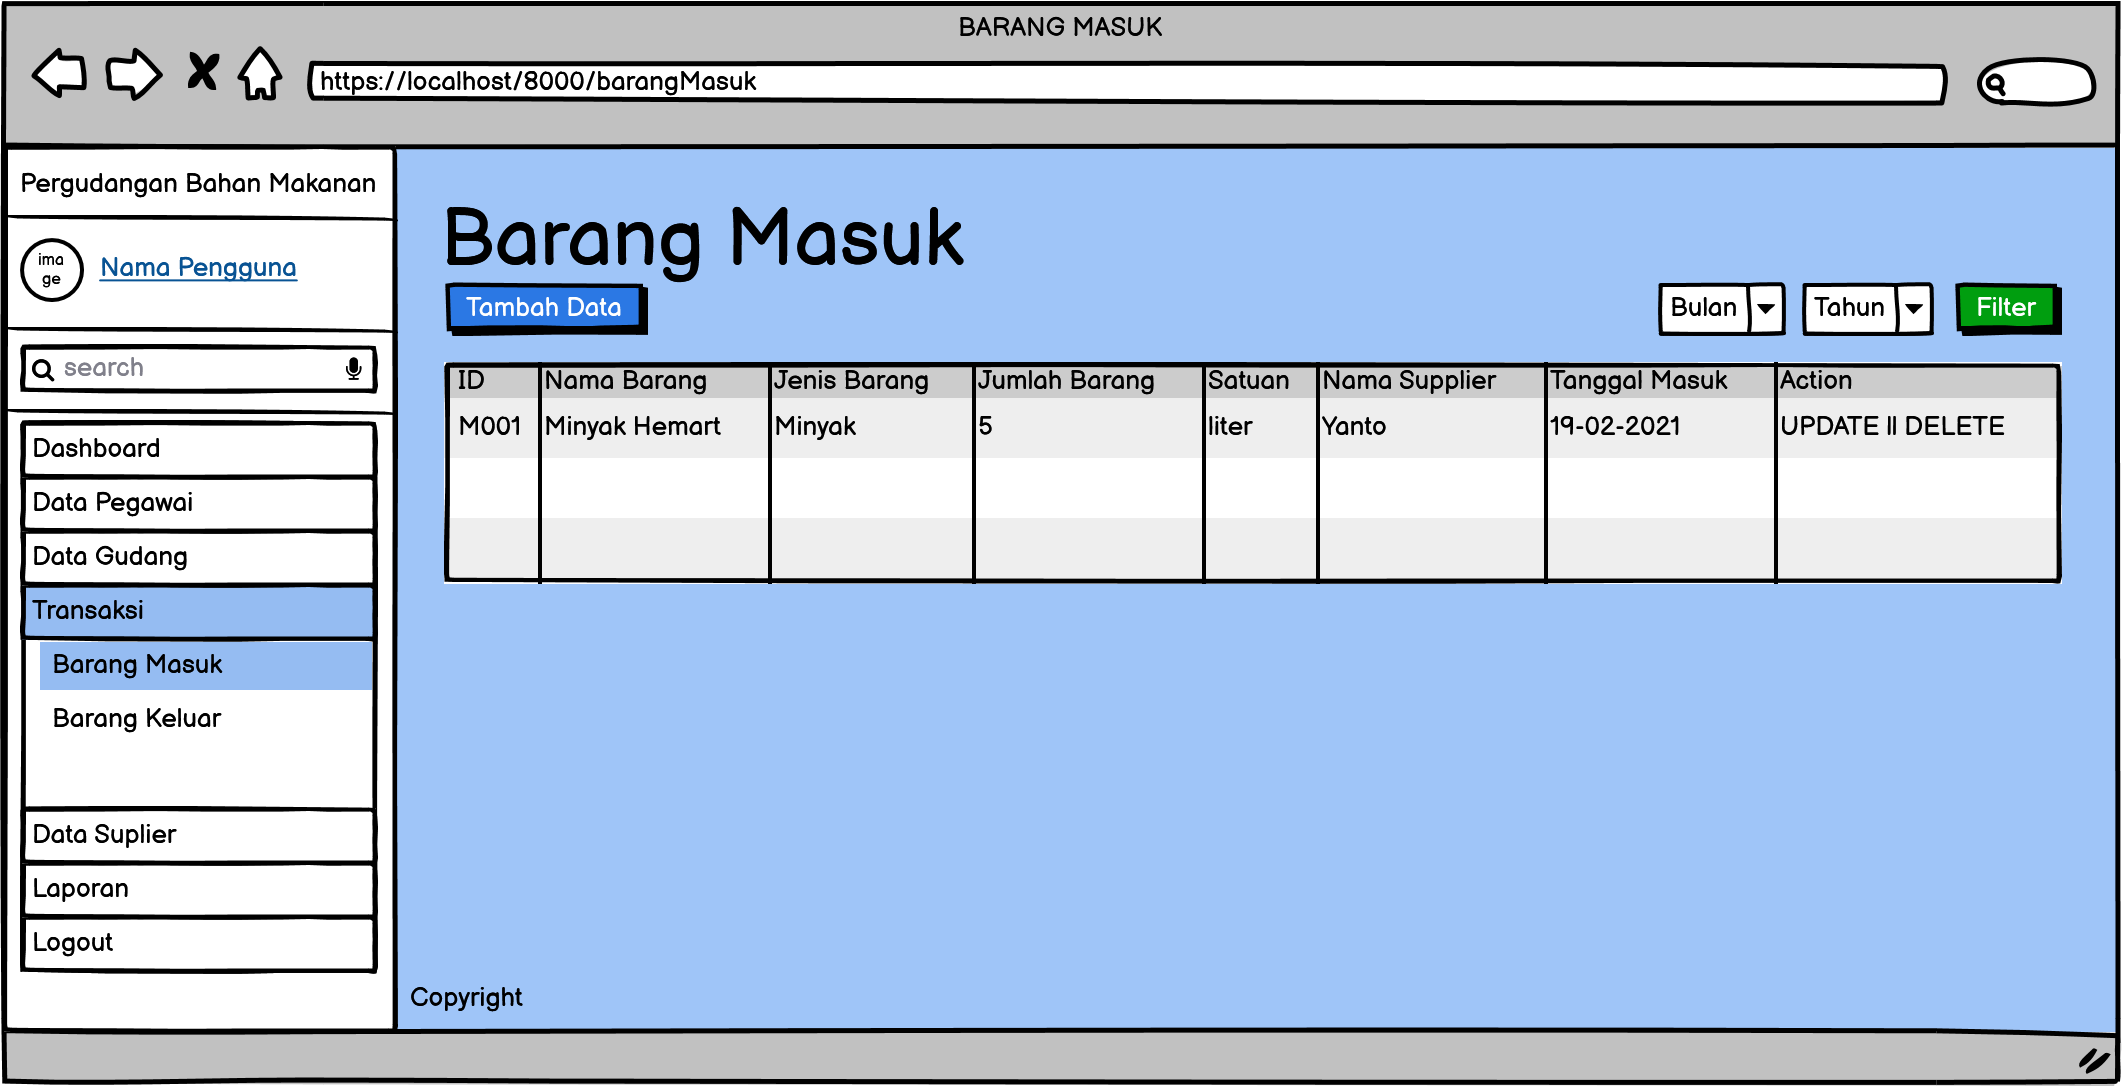 BARANG MASUK
https://localhost/8000/barangMasuk
Pergudangan Bahan Makanan
ima
ge
Nama Pengguna
search
Dashboard
Data Pegawai
Data Gudang
Transaksi
Barang Masuk
Barang Keluar
Data Suplier
Laporan
Logout
Barang Masuk
Tambah Data
Bulan
Tahun
Filter
ID Nama Barang Jenis Barang Jumlah Barang Satuan Nama Supplier Tanggal Masuk Action
M001 Minyak Hemart Minyak 5 liter Yanto 19-02-2021 UPDATE II DELETE
Copyright